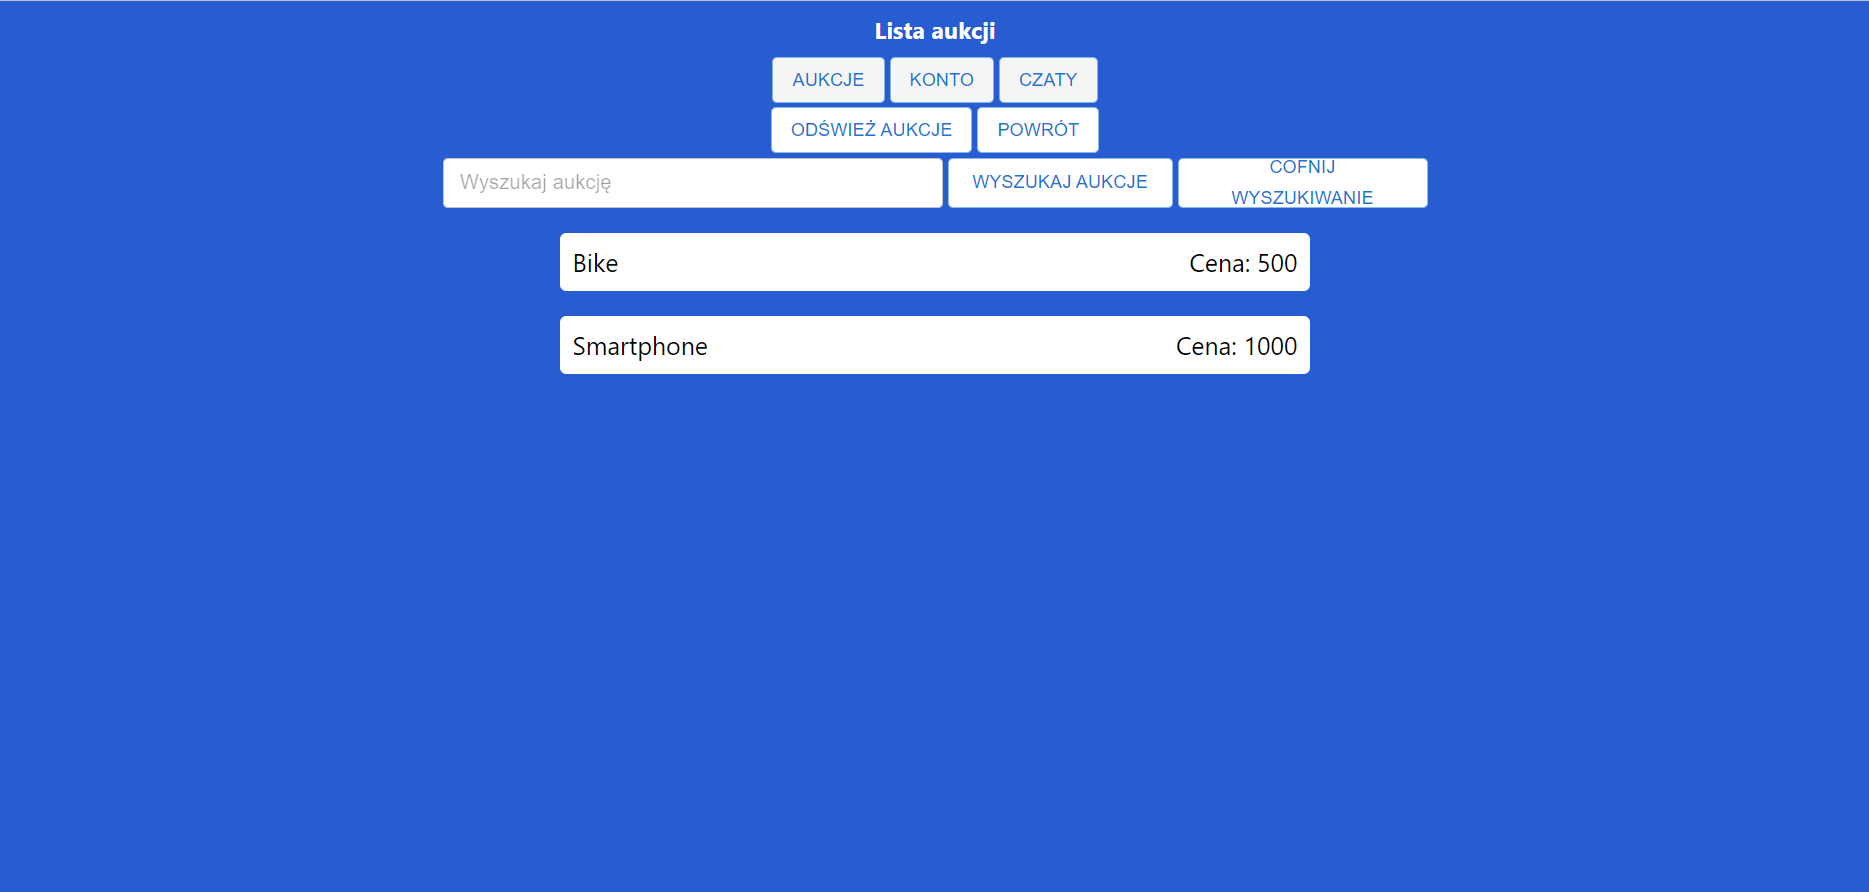 Lista aukcji
AUKCJE KONTO CZATY
ODŚWIEŻ AUKCJE POWRÓT
Wyszukaj aukcję WYSZUKAJ AUKCJE COFNIJ
WYSZUKIWANIE
Bike Cena: 500
Smartphone Cena: 1000